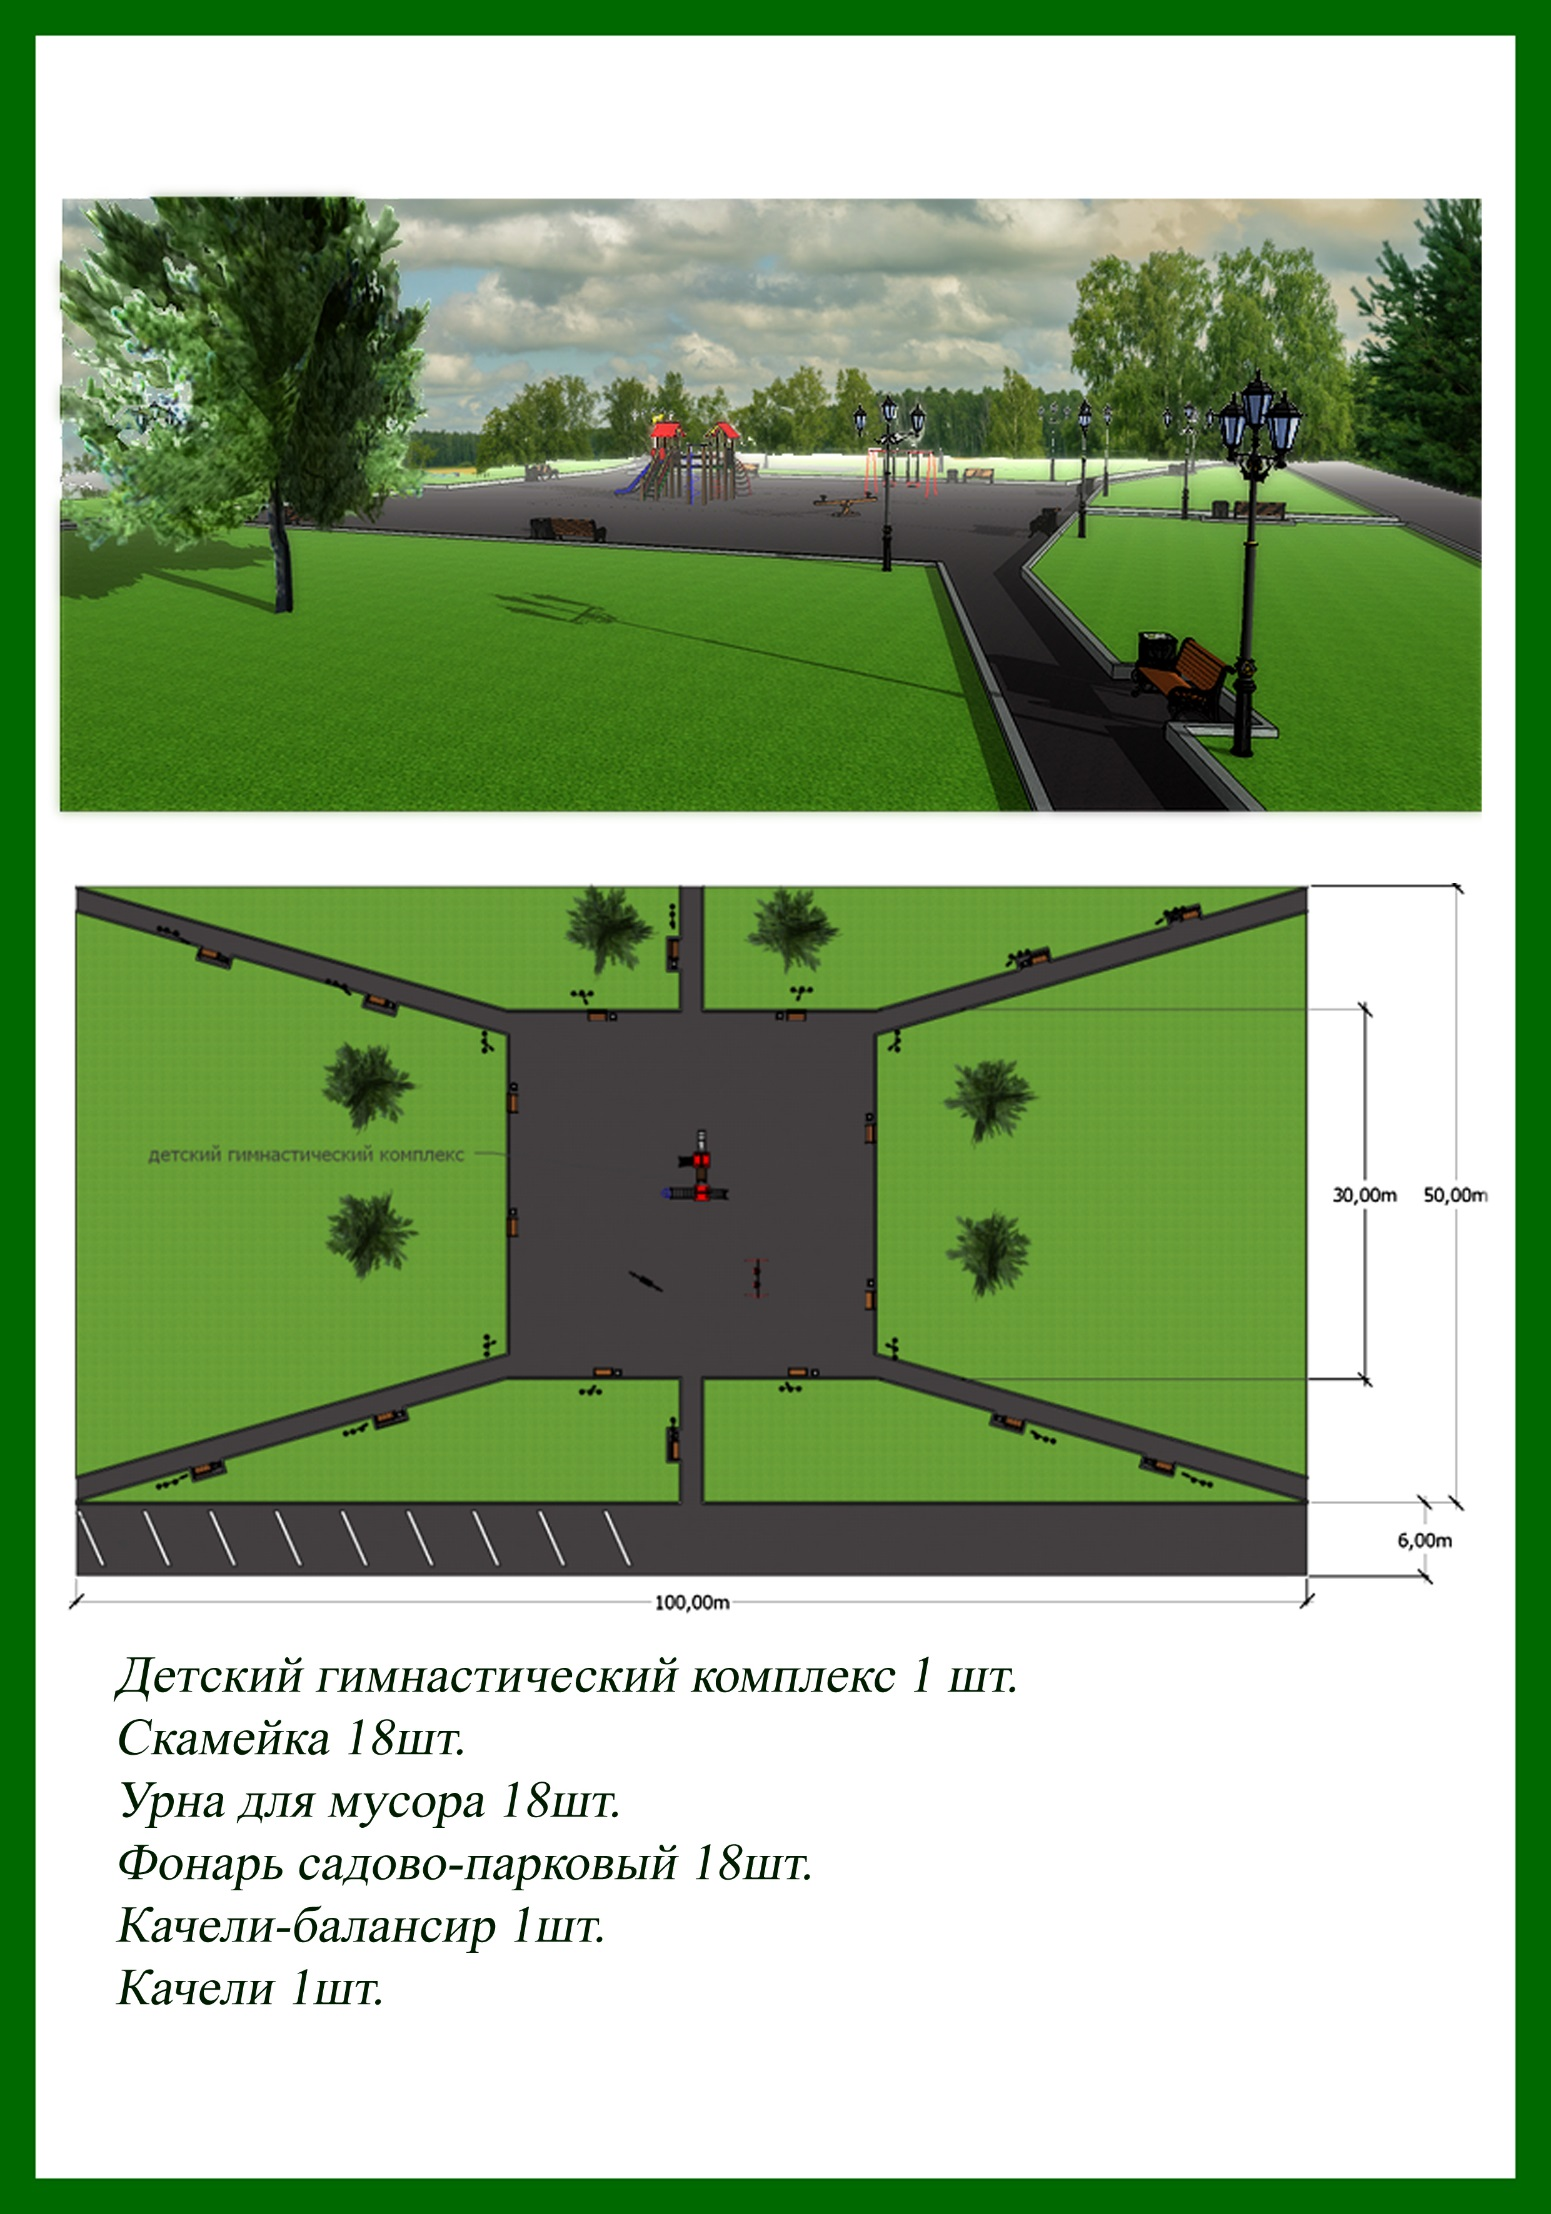 детский гимнастический комплекс
30,00m
50,00m
6,00m
100,00m
Детский гимнастический комплекс 1 шт.
Скамейка 18шт.
Урна для мусора 18шт.
Фонарь садово-парковый 18шт.
Качели-балансир 1шт.
Качели 1шт.